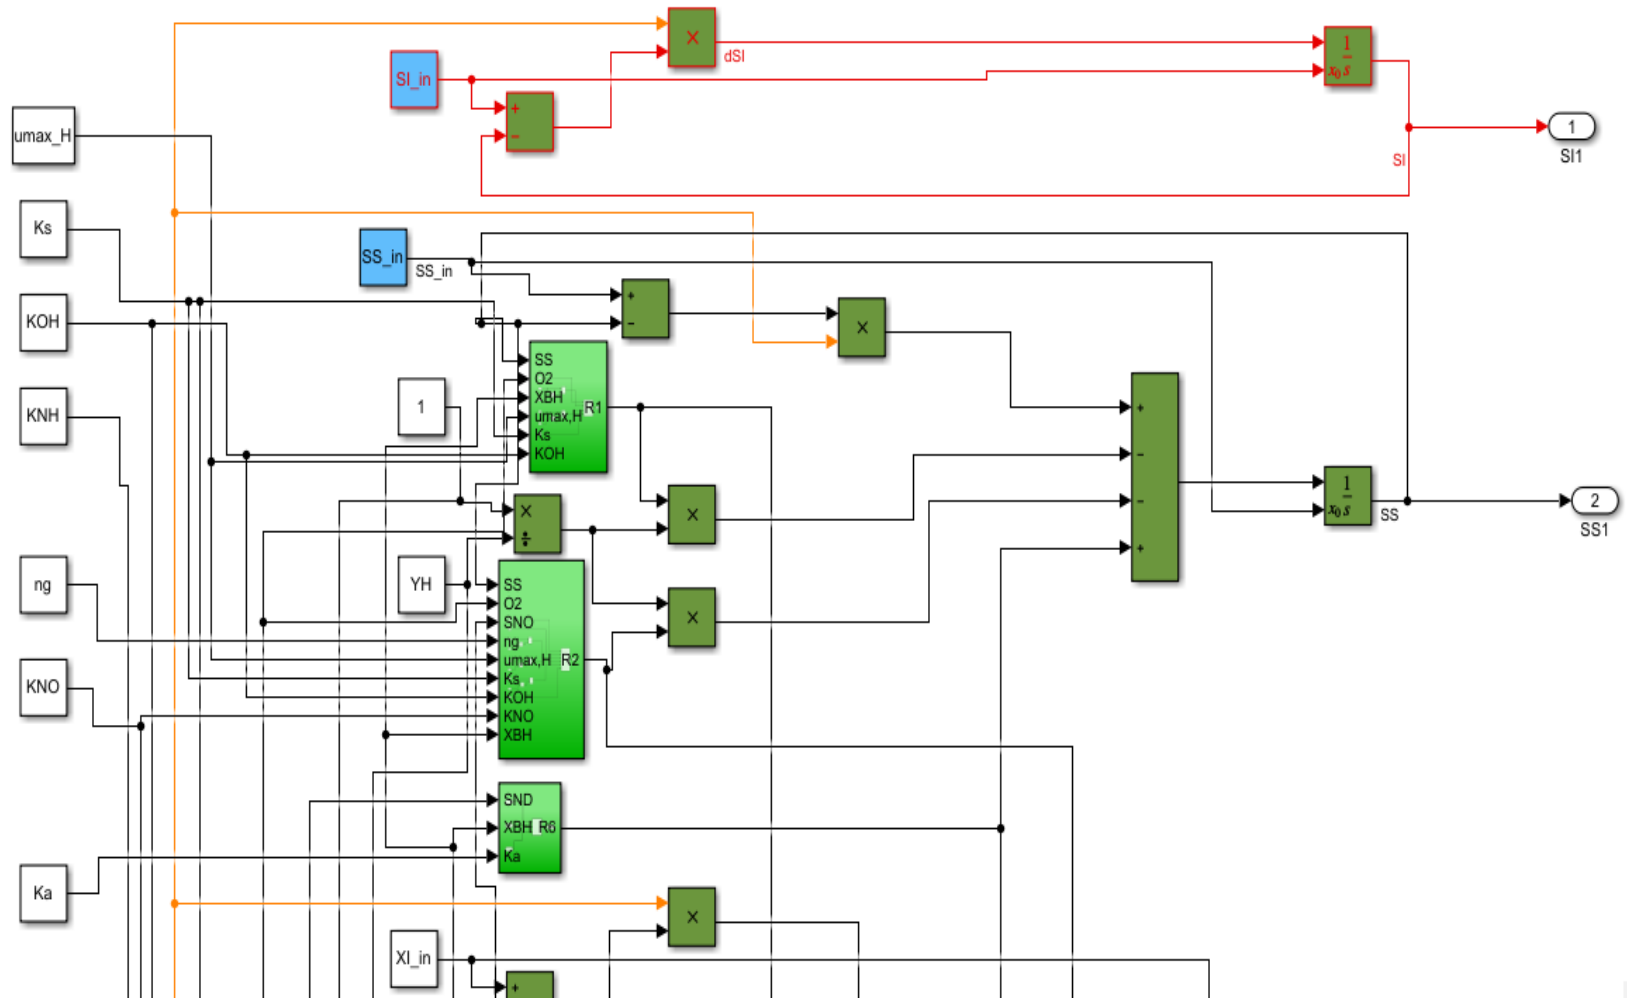 ×
dSI
SI_in
+
−
1
s
x₀
1
SI1
SI
umax_H
Ks
SS_in
SS_in
+
−
×
KOH
1
SS
O2
XBH
umax,H
Ks
KOH
R1
KNH
+
−
−
+
×
÷
×
1
s
x₀
SS
2
SS1
ng
YH
SS
O2
SNO
ng
umax,H
Ks
KOH
KNO
XBH
R2
×
KNO
SND
XBH
Ka
R6
Ka
×
XI_in
+